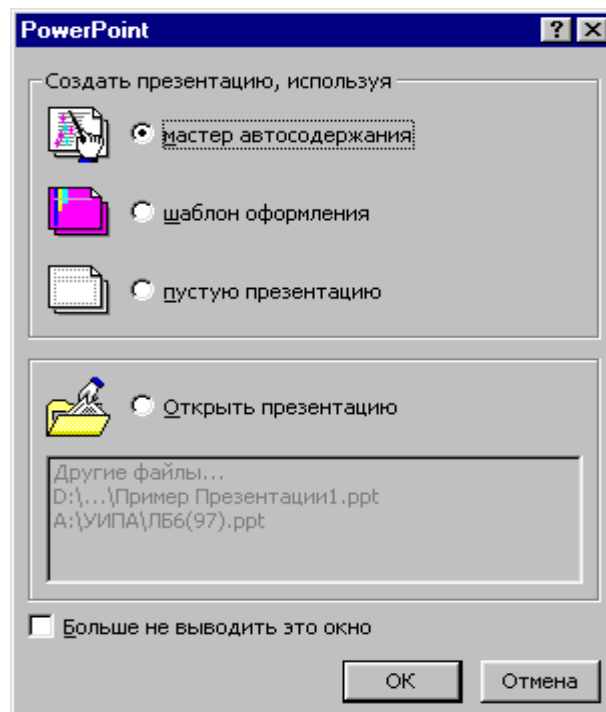 PowerPoint
Создать презентацию, используя
мастер автосодержания
шаблон оформления
пустую презентацию
Открыть презентацию
Другие файлы...
D:\...\Пример Презентации1.ppt
A:\УИПА\ЛБ6(97).ppt
Больше не выводить это окно
ОК
Отмена